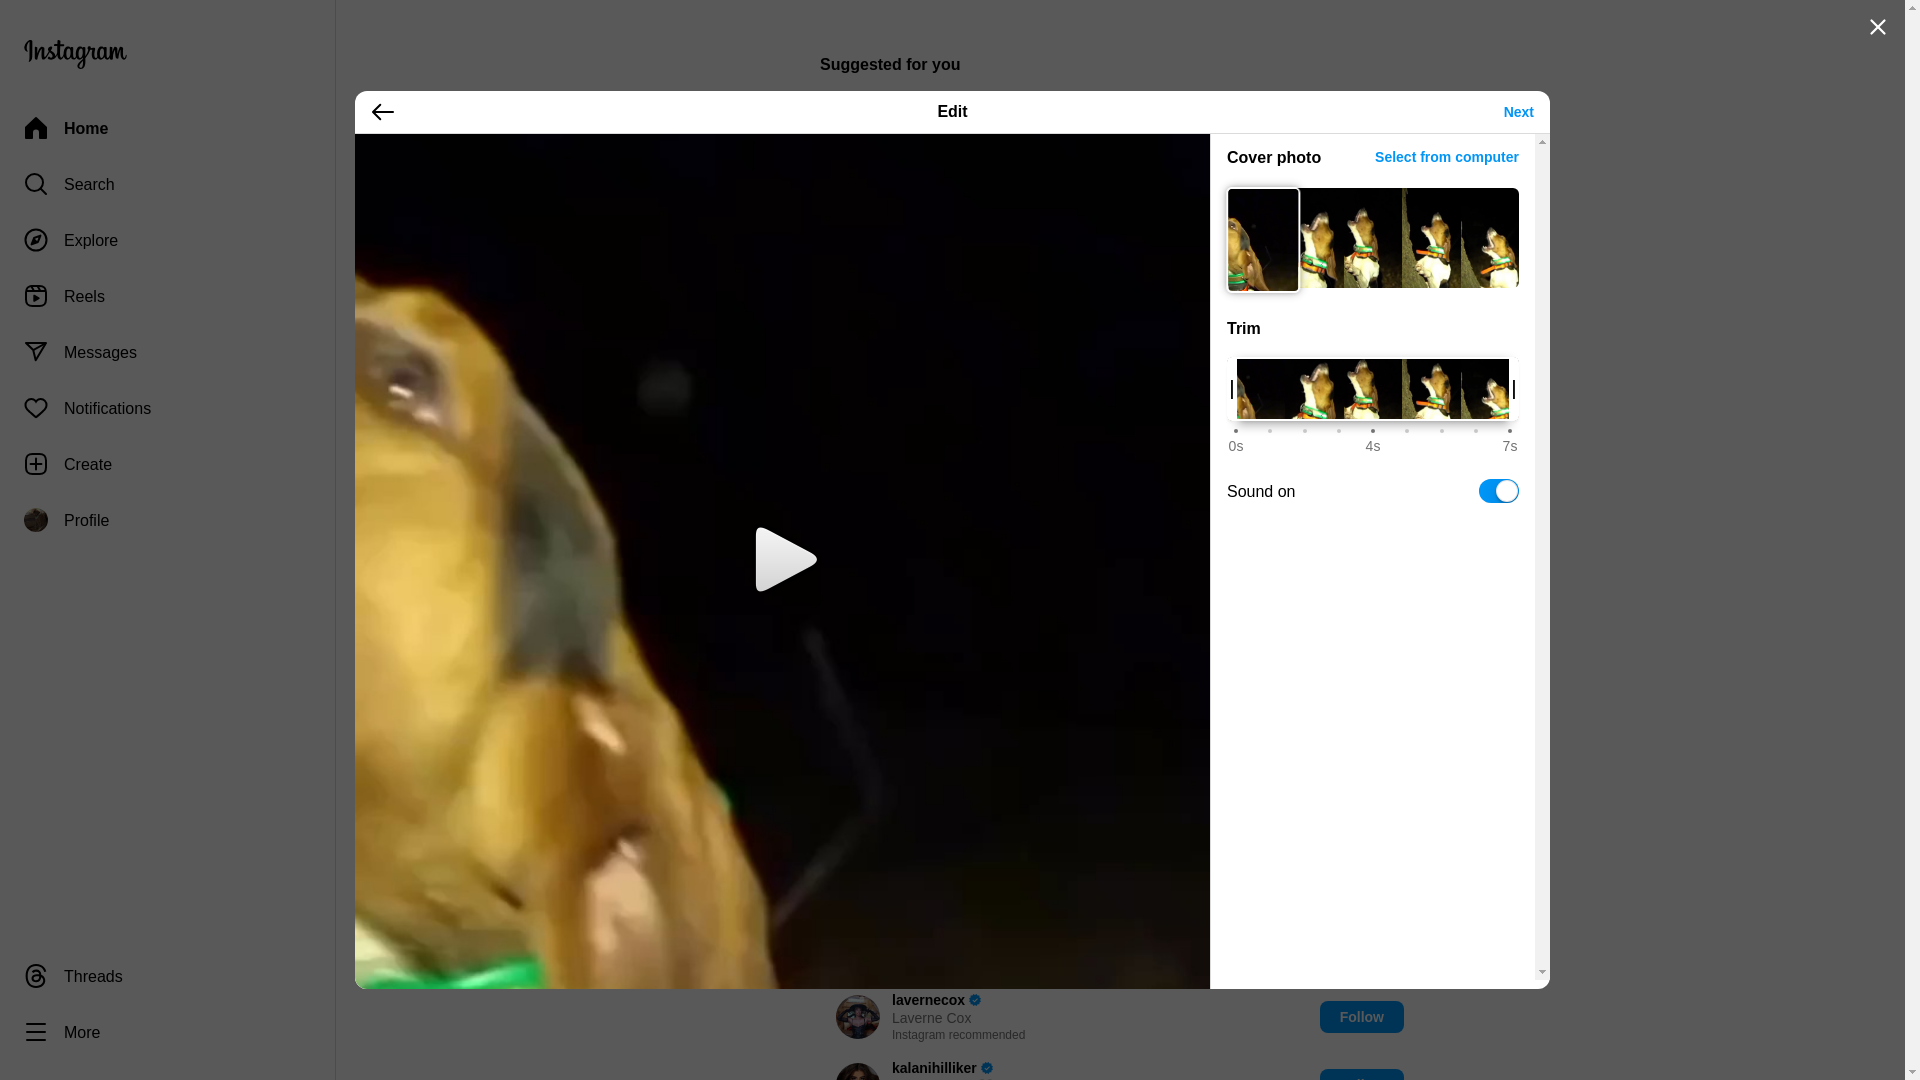 Instagram
Home
Search
Explore
Reels
Messages
Notifications
Create
Profile
Threads
More
Suggested for you
Edit
Next
Cover photo
Select from computer
Trim
0s 4s 7s
Sound on
lavernecox
Laverne Cox
Instagram recommended
Follow
kalanihilliker